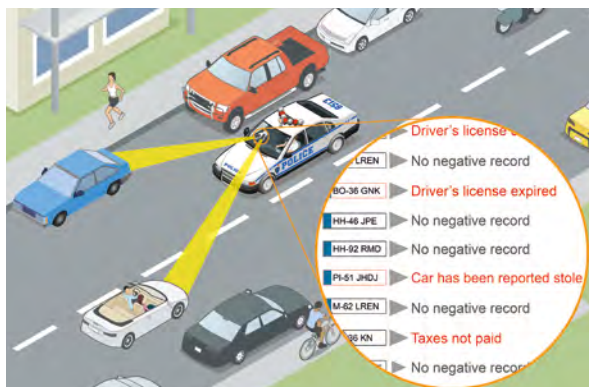 Driver's license
LREN No negative record
BO-36 GNK Driver's license expired
HH-46 JPE No negative record
HH-92 RMD No negative record
PI-51 JHDJ Car has been reported stole
M-62 LREN No negative record
36 KN Taxes not paid
No negative record
POLICE